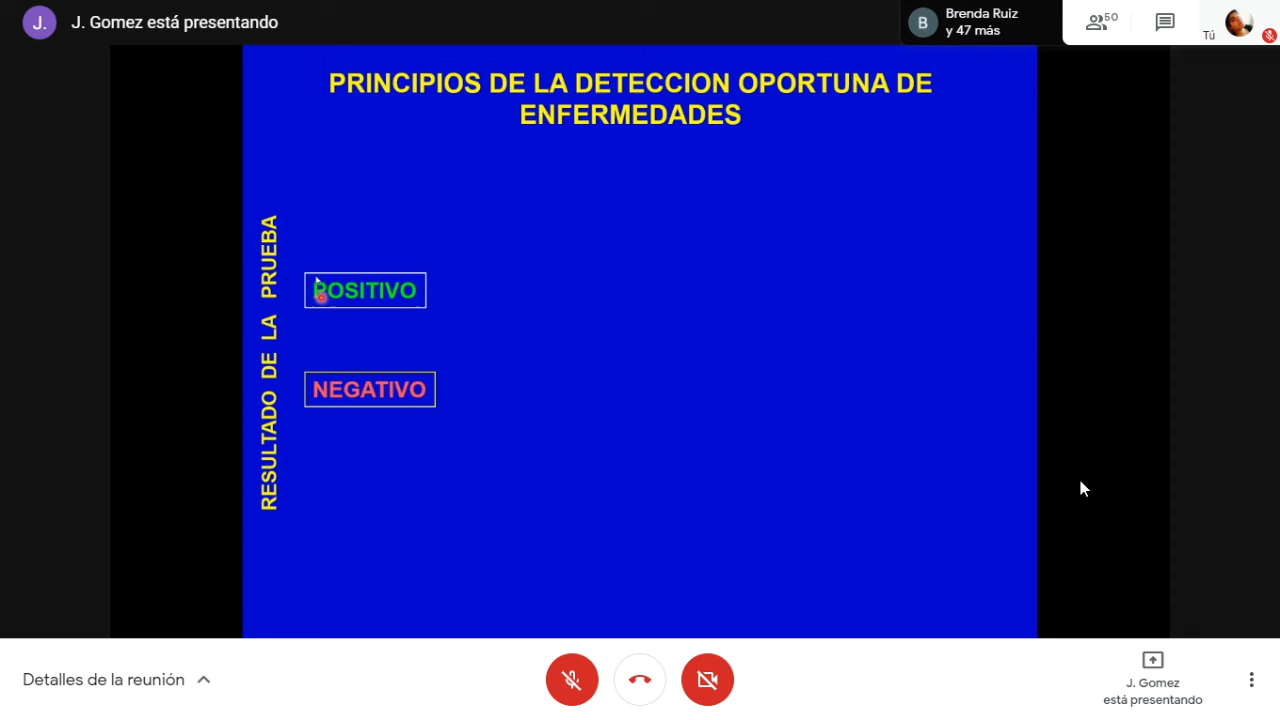 J.
J. Gomez está presentando
B
Brenda Ruiz
y 47 más
50
Tú
PRINCIPIOS DE LA DETECCION OPORTUNA DE
ENFERMEDADES
RESULTADO DE LA PRUEBA
POSITIVO
NEGATIVO
Detalles de la reunión
J. Gomez
está presentando